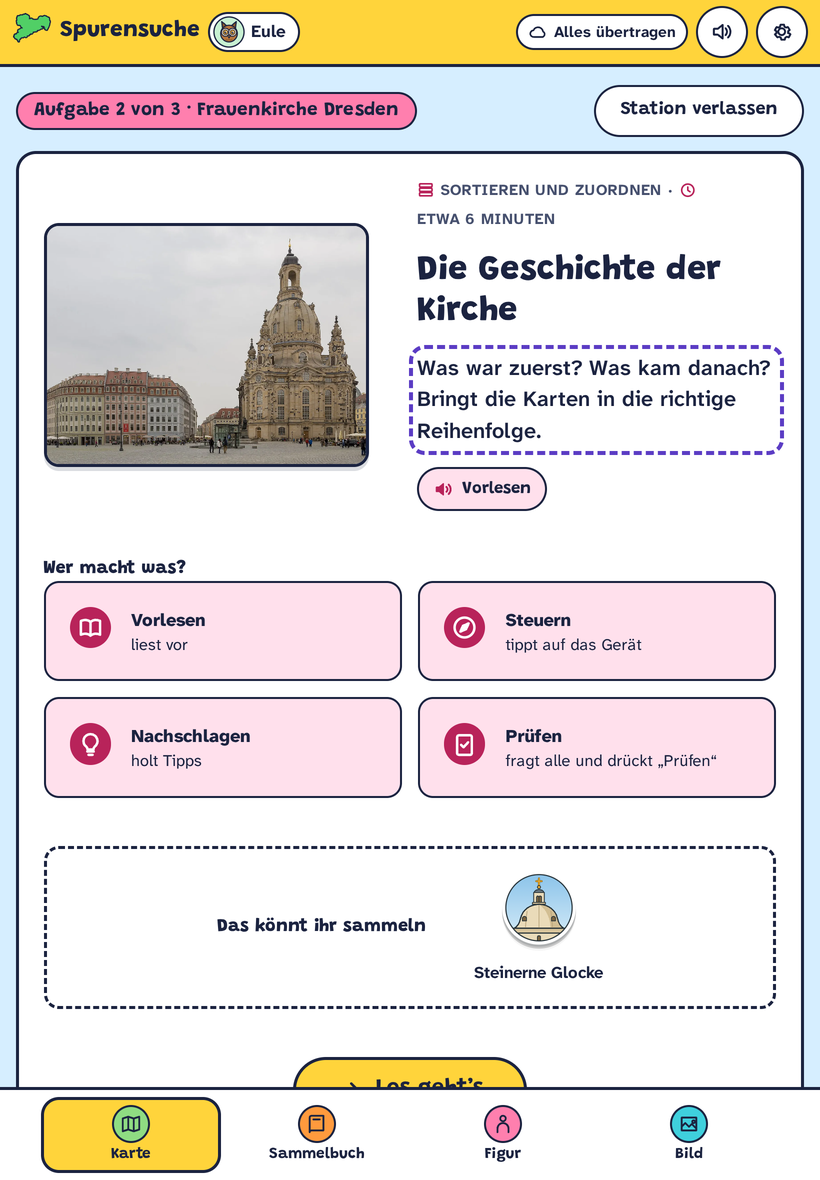 Spurensuche
Eule
Alles übertragen
Aufgabe 2 von 3 · Frauenkirche Dresden
Station verlassen
SORTIEREN UND ZUORDNEN ·
ETWA 6 MINUTEN
Die Geschichte der
Kirche
Was war zuerst? Was kam danach?
Bringt die Karten in die richtige
Reihenfolge.
Vorlesen
Wer macht was?
Vorlesen
liest vor
Steuern
tippt auf das Gerät
Nachschlagen
holt Tipps
Prüfen
fragt alle und drückt „Prüfen“
Das könnt ihr sammeln
Steinerne Glocke
Los geht’s
Karte
Sammelbuch
Figur
Bild